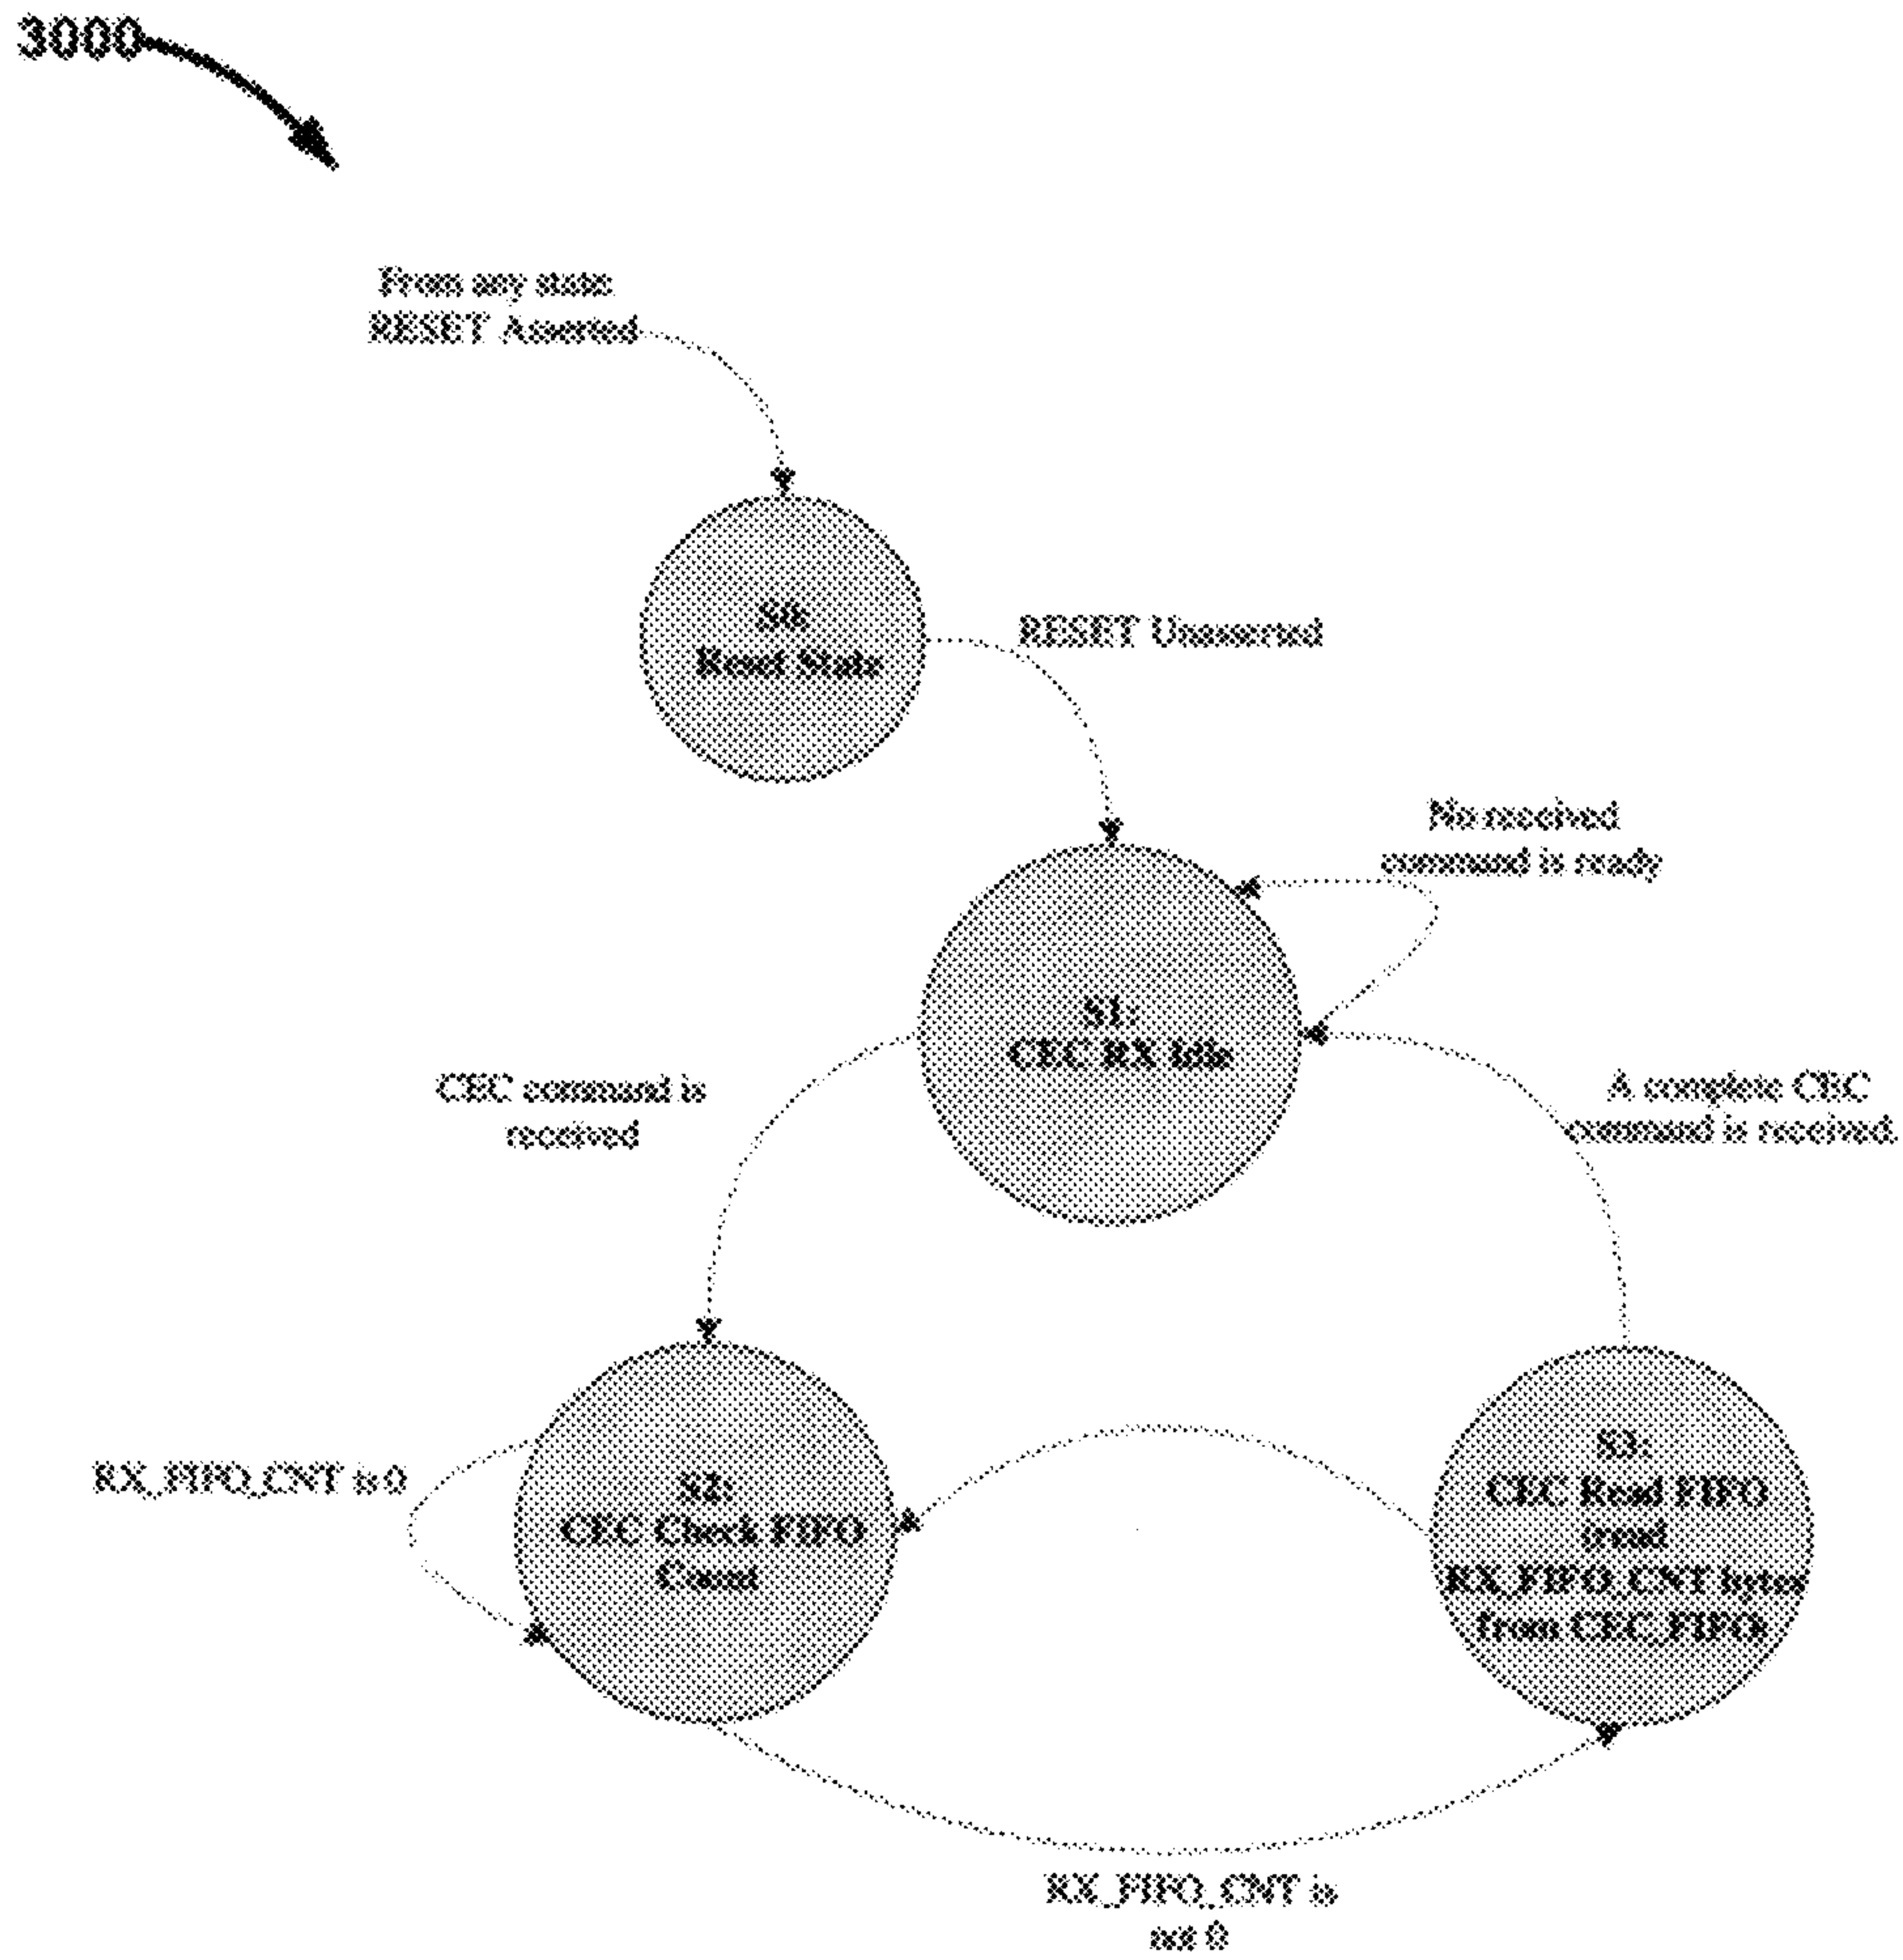 3000
From any state
RESET Asserted
S0:
Reset State
RESET Unasserted
No received
command is ready
S1:
CEC RX Idle
CEC command is
received
A complete CEC
command is received.
RX_FIFO_CNT is 0
S2:
CEC Check FIFO
Count
S3:
CEC Read FIFO
(read
RX_FIFO_CNT bytes
from CEC FIFO)
RX_FIFO_CNT is
not 0